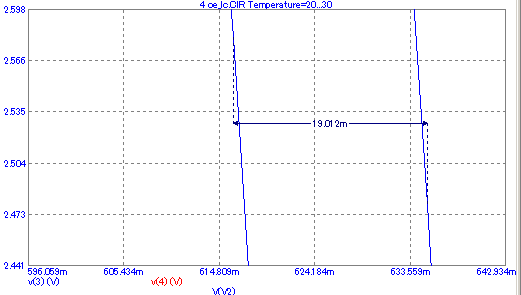 4 ce_Ic.CIR Temperature=20...30
2.598
2.566
2.535
2.504
2.473
2.441
19.012m
596.059m 605.434m 614.809m 624.184m 633.559m 642.934m
v(3) (V) v(4) (V)
V(V2)